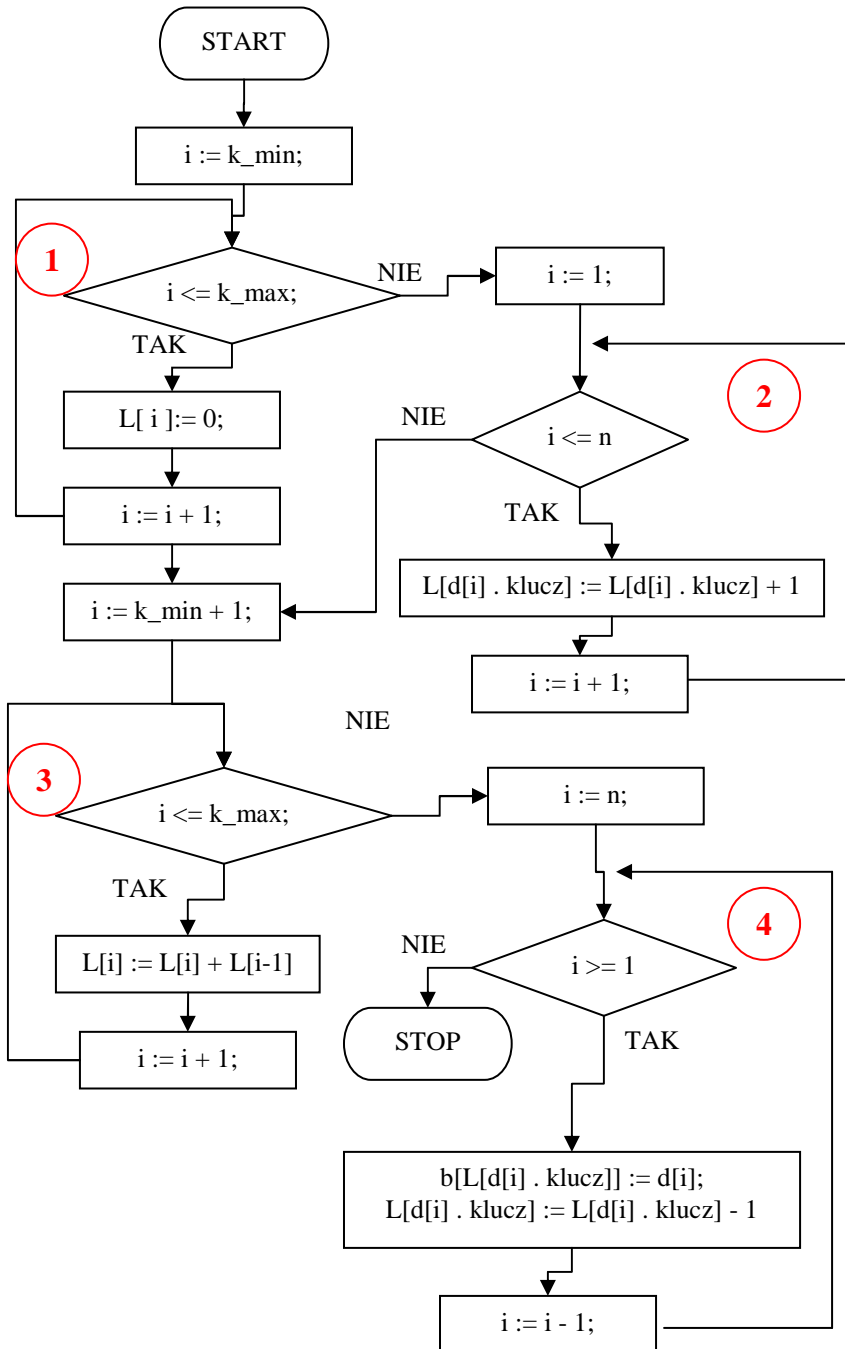 START
i := k_min;
1
i <= k_max;
NIE
i := 1;
TAK
L[ i ]:= 0;
i := i + 1;
2
NIE
i <= n
TAK
L[d[i] . klucz] := L[d[i] . klucz] + 1
i := i + 1;
i := k_min + 1;
3
i <= k_max;
NIE
i := n;
TAK
L[i] := L[i] + L[i-1]
i := i + 1;
4
NIE
i >= 1
STOP
TAK
b[L[d[i] . klucz]] := d[i];
L[d[i] . klucz] := L[d[i] . klucz] - 1
i := i - 1;